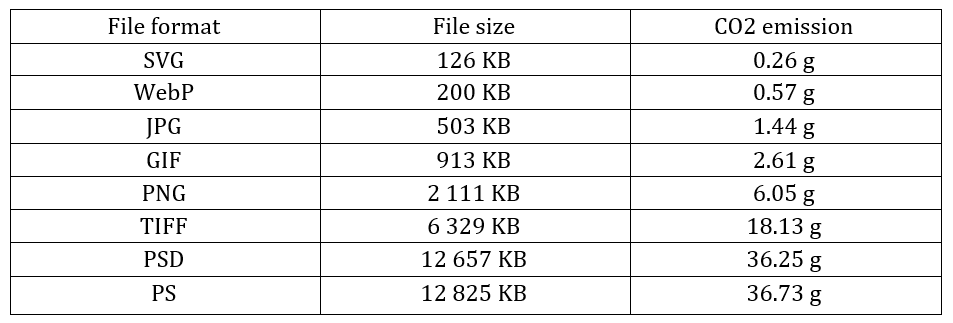 File format File size CO2 emission
SVG 126 KB 0.26 g
WebP 200 KB 0.57 g
JPG 503 KB 1.44 g
GIF 913 KB 2.61 g
PNG 2 111 KB 6.05 g
TIFF 6 329 KB 18.13 g
PSD 12 657 KB 36.25 g
PS 12 825 KB 36.73 g